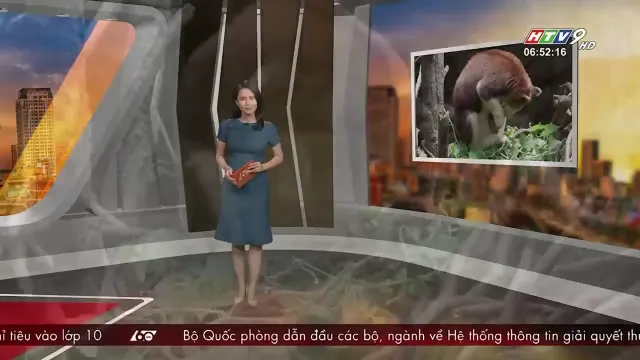 HTV9 HD
06:52:16
ỉ tiêu vào lớp 10 60 Bộ Quốc phòng dẫn đầu các bộ, ngành về Hệ thống thông tin giải quyết th